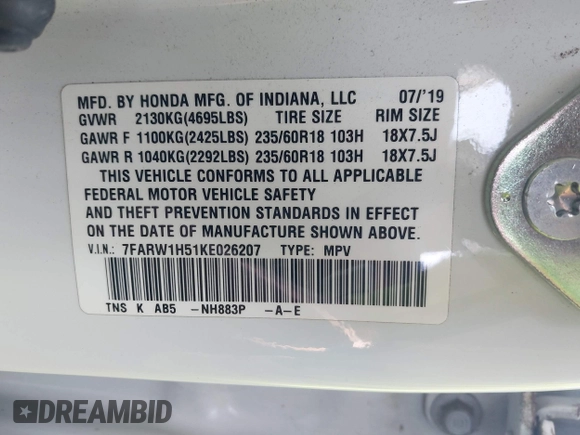 MFD. BY HONDA MFG. OF INDIANA, LLC 07/'19
GVWR 2130KG(4695LBS) TIRE SIZE RIM SIZE
GAWR F 1100KG(2425LBS) 235/60R18 103H 18X7.5J
GAWR R 1040KG(2292LBS) 235/60R18 103H 18X7.5J
THIS VEHICLE CONFORMS TO ALL APPLICABLE
FEDERAL MOTOR VEHICLE SAFETY
AND THEFT PREVENTION STANDARDS IN EFFECT
ON THE DATE OF MANUFACTURE SHOWN ABOVE.
V.I.N.: 7FARW1H51KE026207 TYPE: MPV
TNS K AB5 -NH883P -A-E
DREAMBID